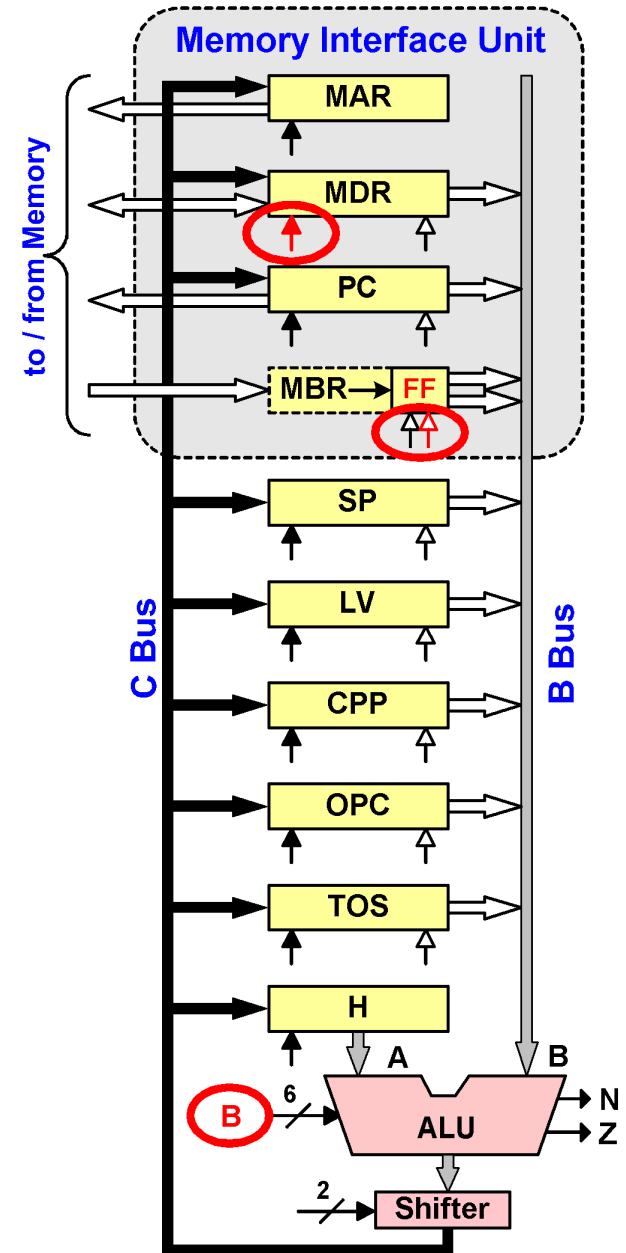 Memory Interface Unit
to / from Memory
MAR
MDR
PC
MBR FF
SP
LV
C Bus
B Bus
CPP
OPC
TOS
H
A B
B 6 ALU N
Z
2 Shifter